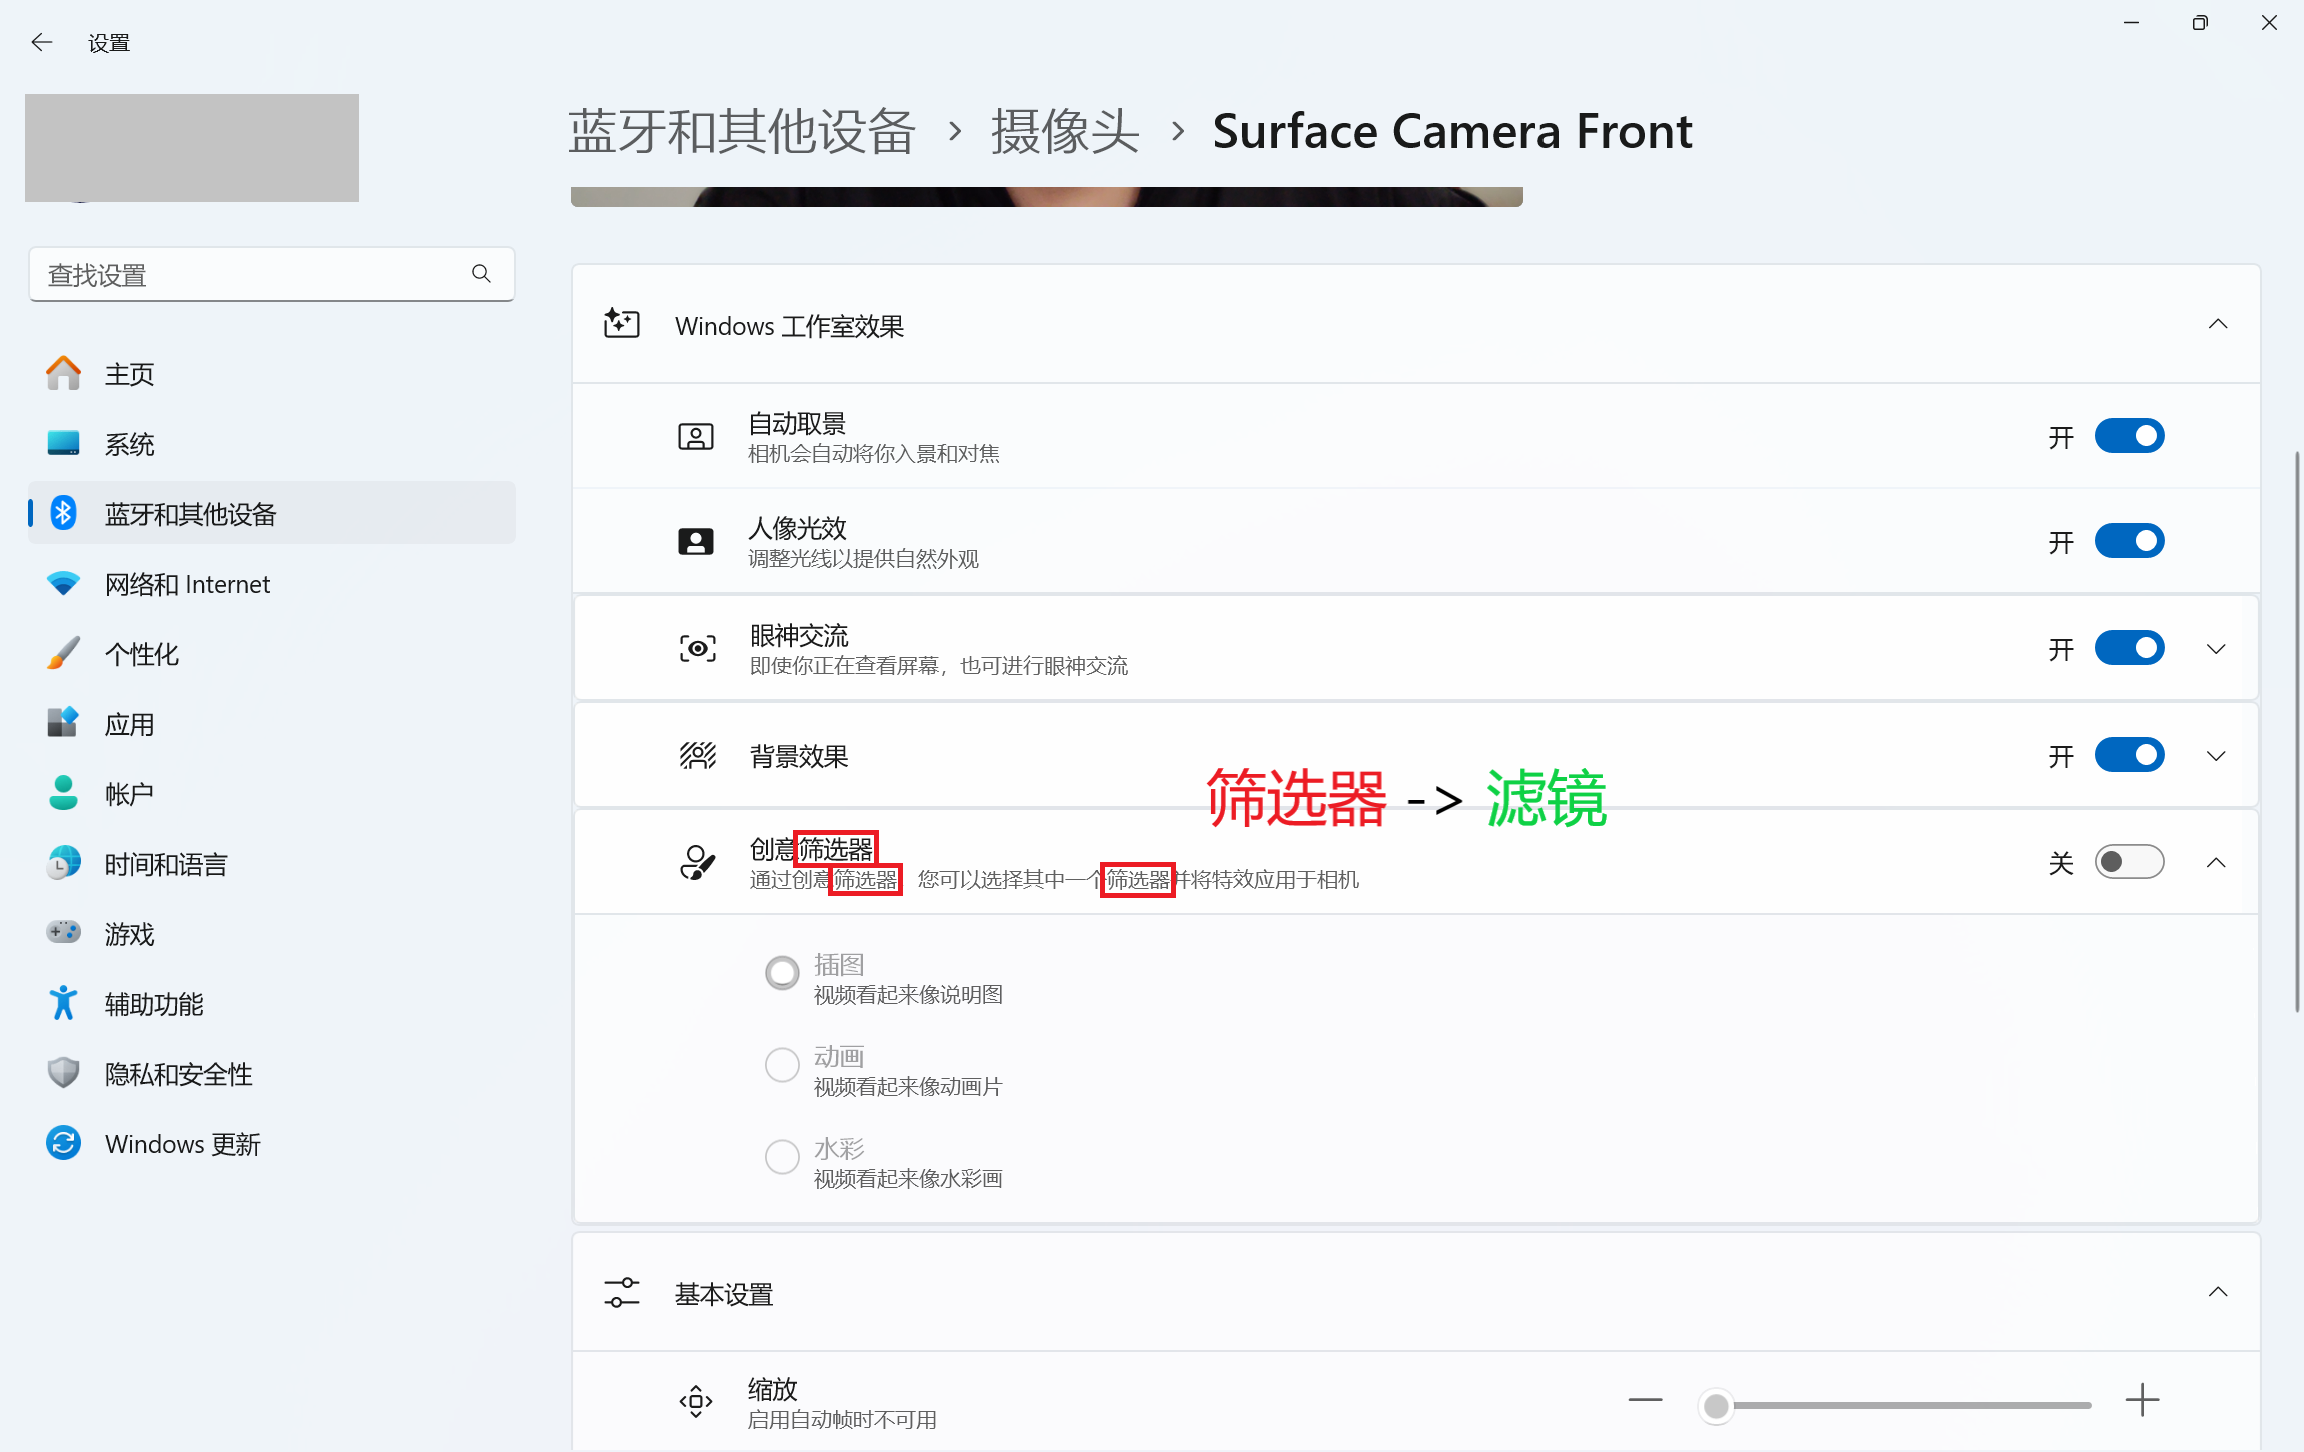 设置
蓝牙和其他设备 › 摄像头 › Surface Camera Front
查找设置
主页
系统
蓝牙和其他设备
网络和 Internet
个性化
应用
帐户
时间和语言
游戏
辅助功能
隐私和安全性
Windows 更新
Windows 工作室效果
自动取景
相机会自动将你入景和对焦
开
人像光效
调整光线以提供自然外观
开
眼神交流
即使你正在查看屏幕，也可进行眼神交流
开
背景效果
开
筛选器 -> 滤镜
创意筛选器
通过创意筛选器 您可以选择其中一个筛选器并将特效应用于相机
关
插图
视频看起来像说明图
动画
视频看起来像动画片
水彩
视频看起来像水彩画
基本设置
缩放
启用自动帧时不可用